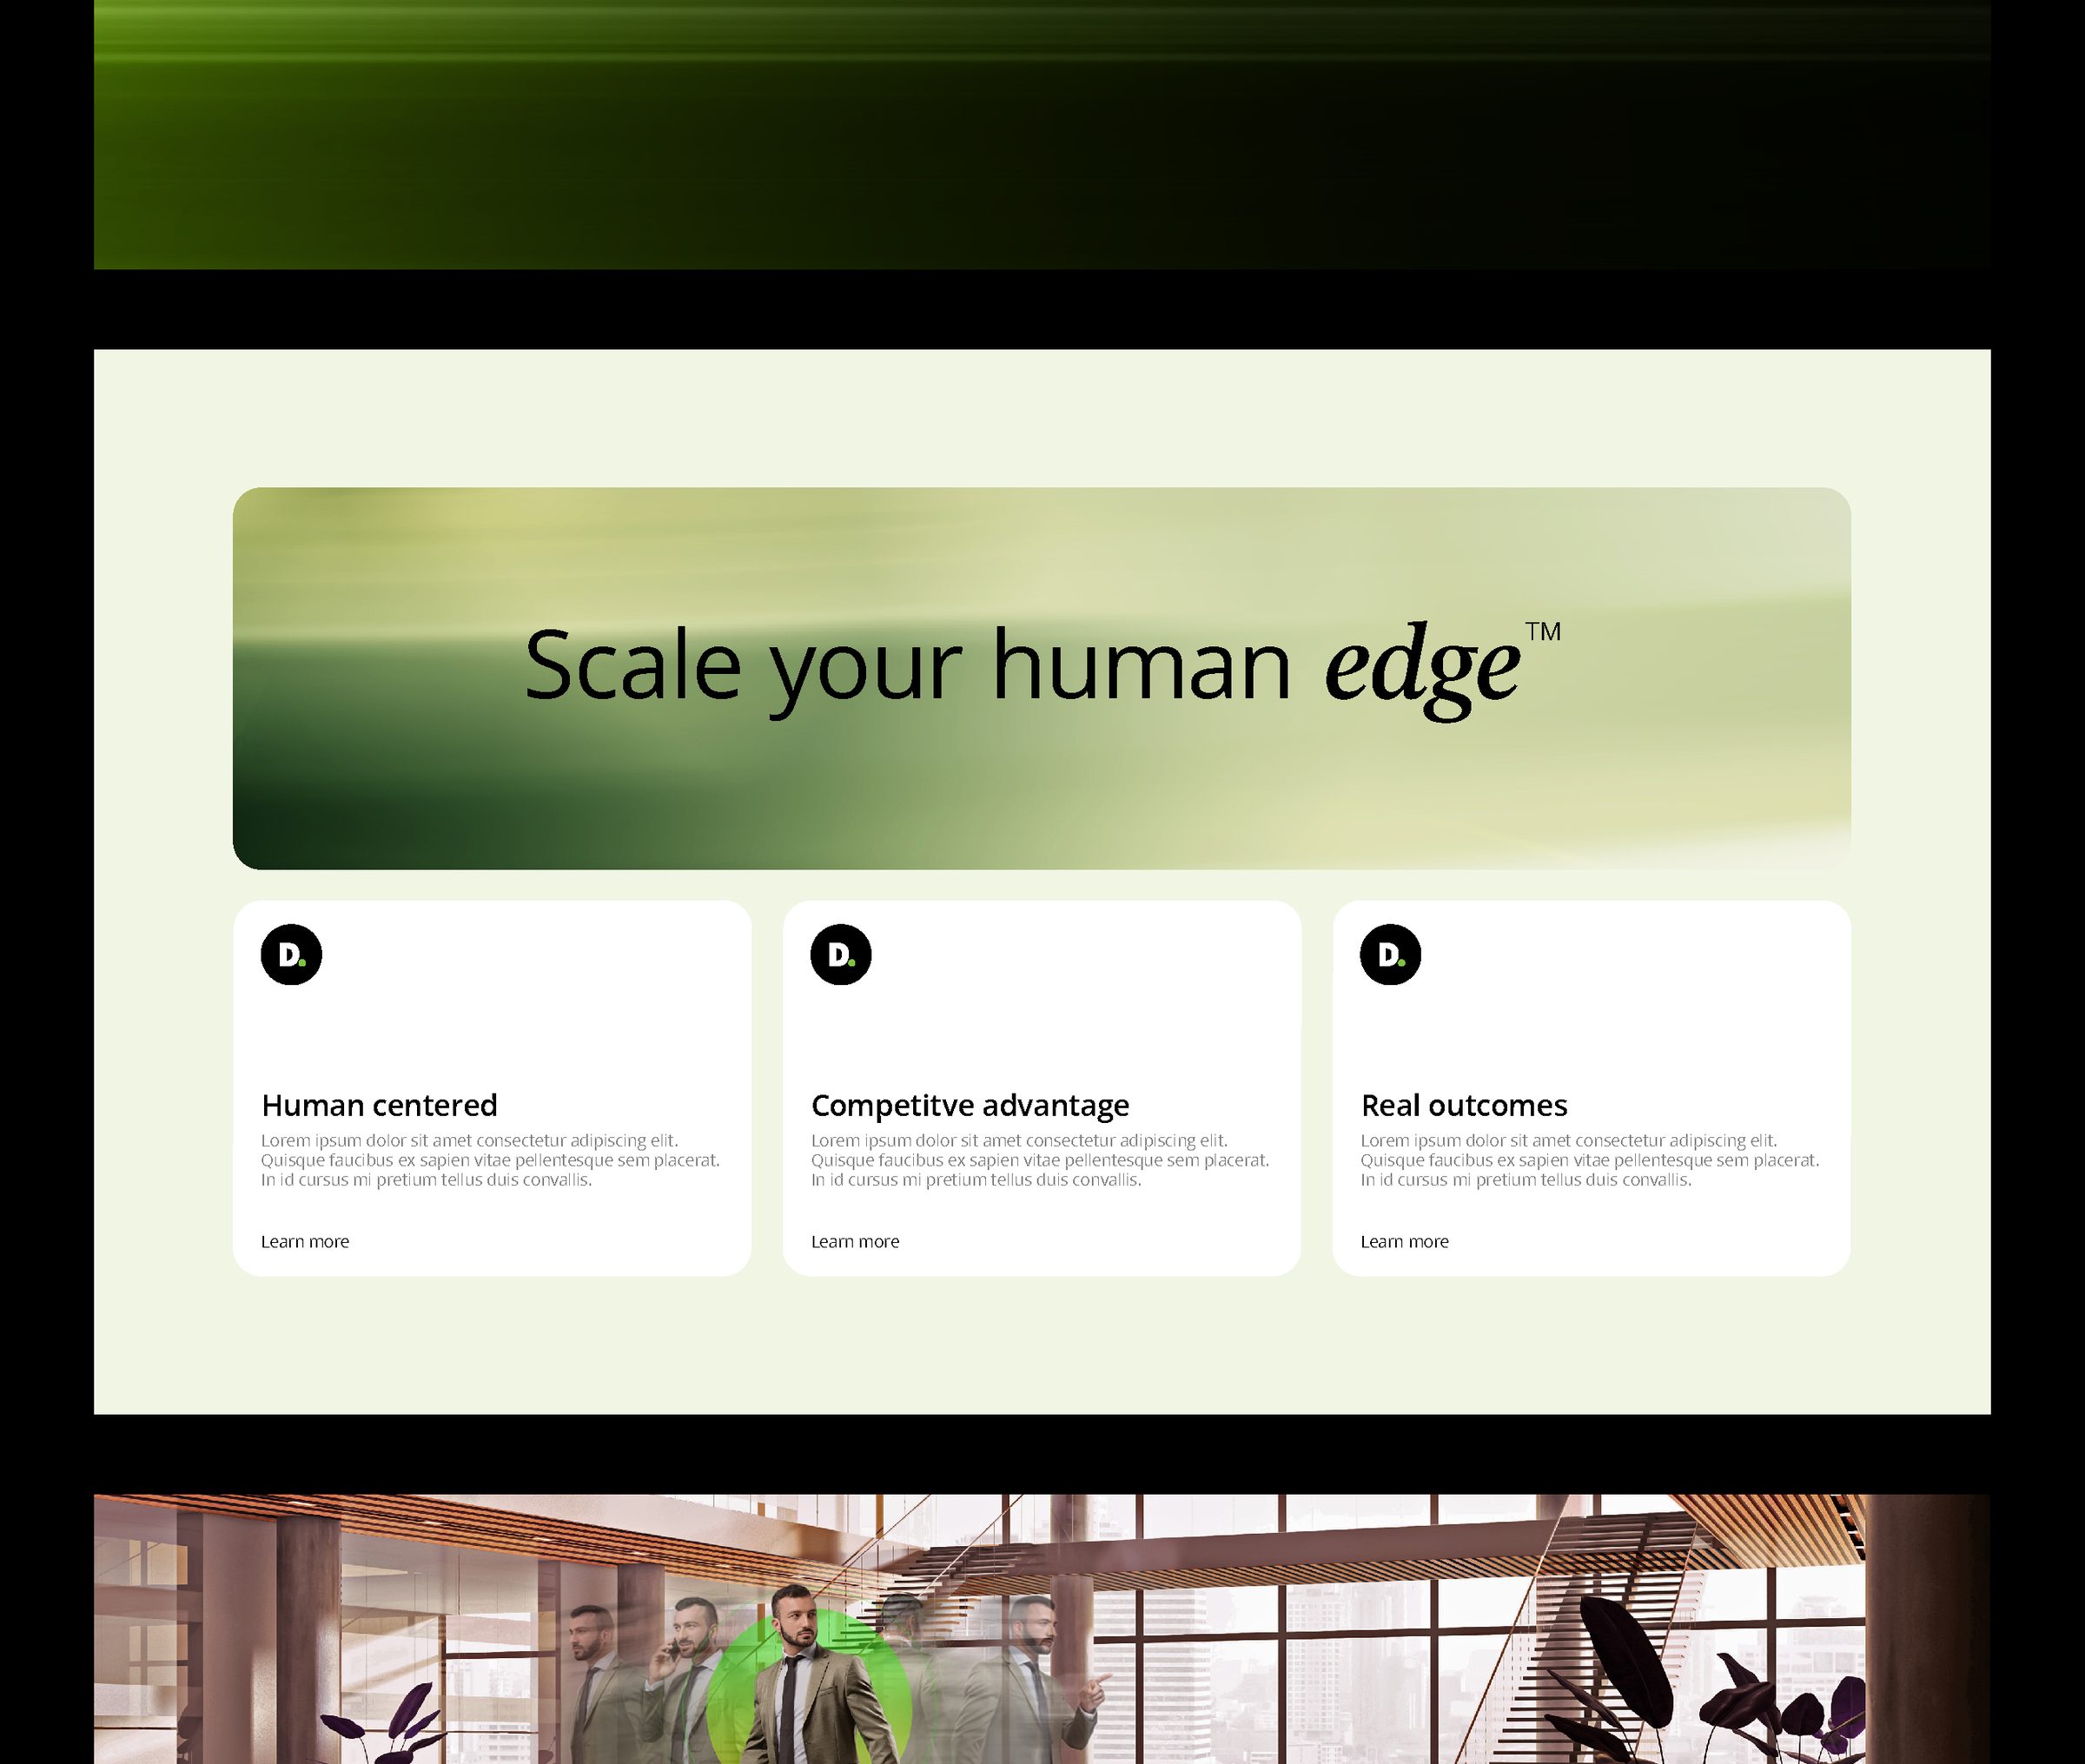 Scale your human edge™
D.
D.
D.
Human centered
Competitve advantage
Real outcomes
Lorem ipsum dolor sit amet consectetur adipiscing elit.
Quisque faucibus ex sapien vitae pellentesque sem placerat.
In id cursus mi pretium tellus duis convallis.
Lorem ipsum dolor sit amet consectetur adipiscing elit.
Quisque faucibus ex sapien vitae pellentesque sem placerat.
In id cursus mi pretium tellus duis convallis.
Lorem ipsum dolor sit amet consectetur adipiscing elit.
Quisque faucibus ex sapien vitae pellentesque sem placerat.
In id cursus mi pretium tellus duis convallis.
Learn more
Learn more
Learn more